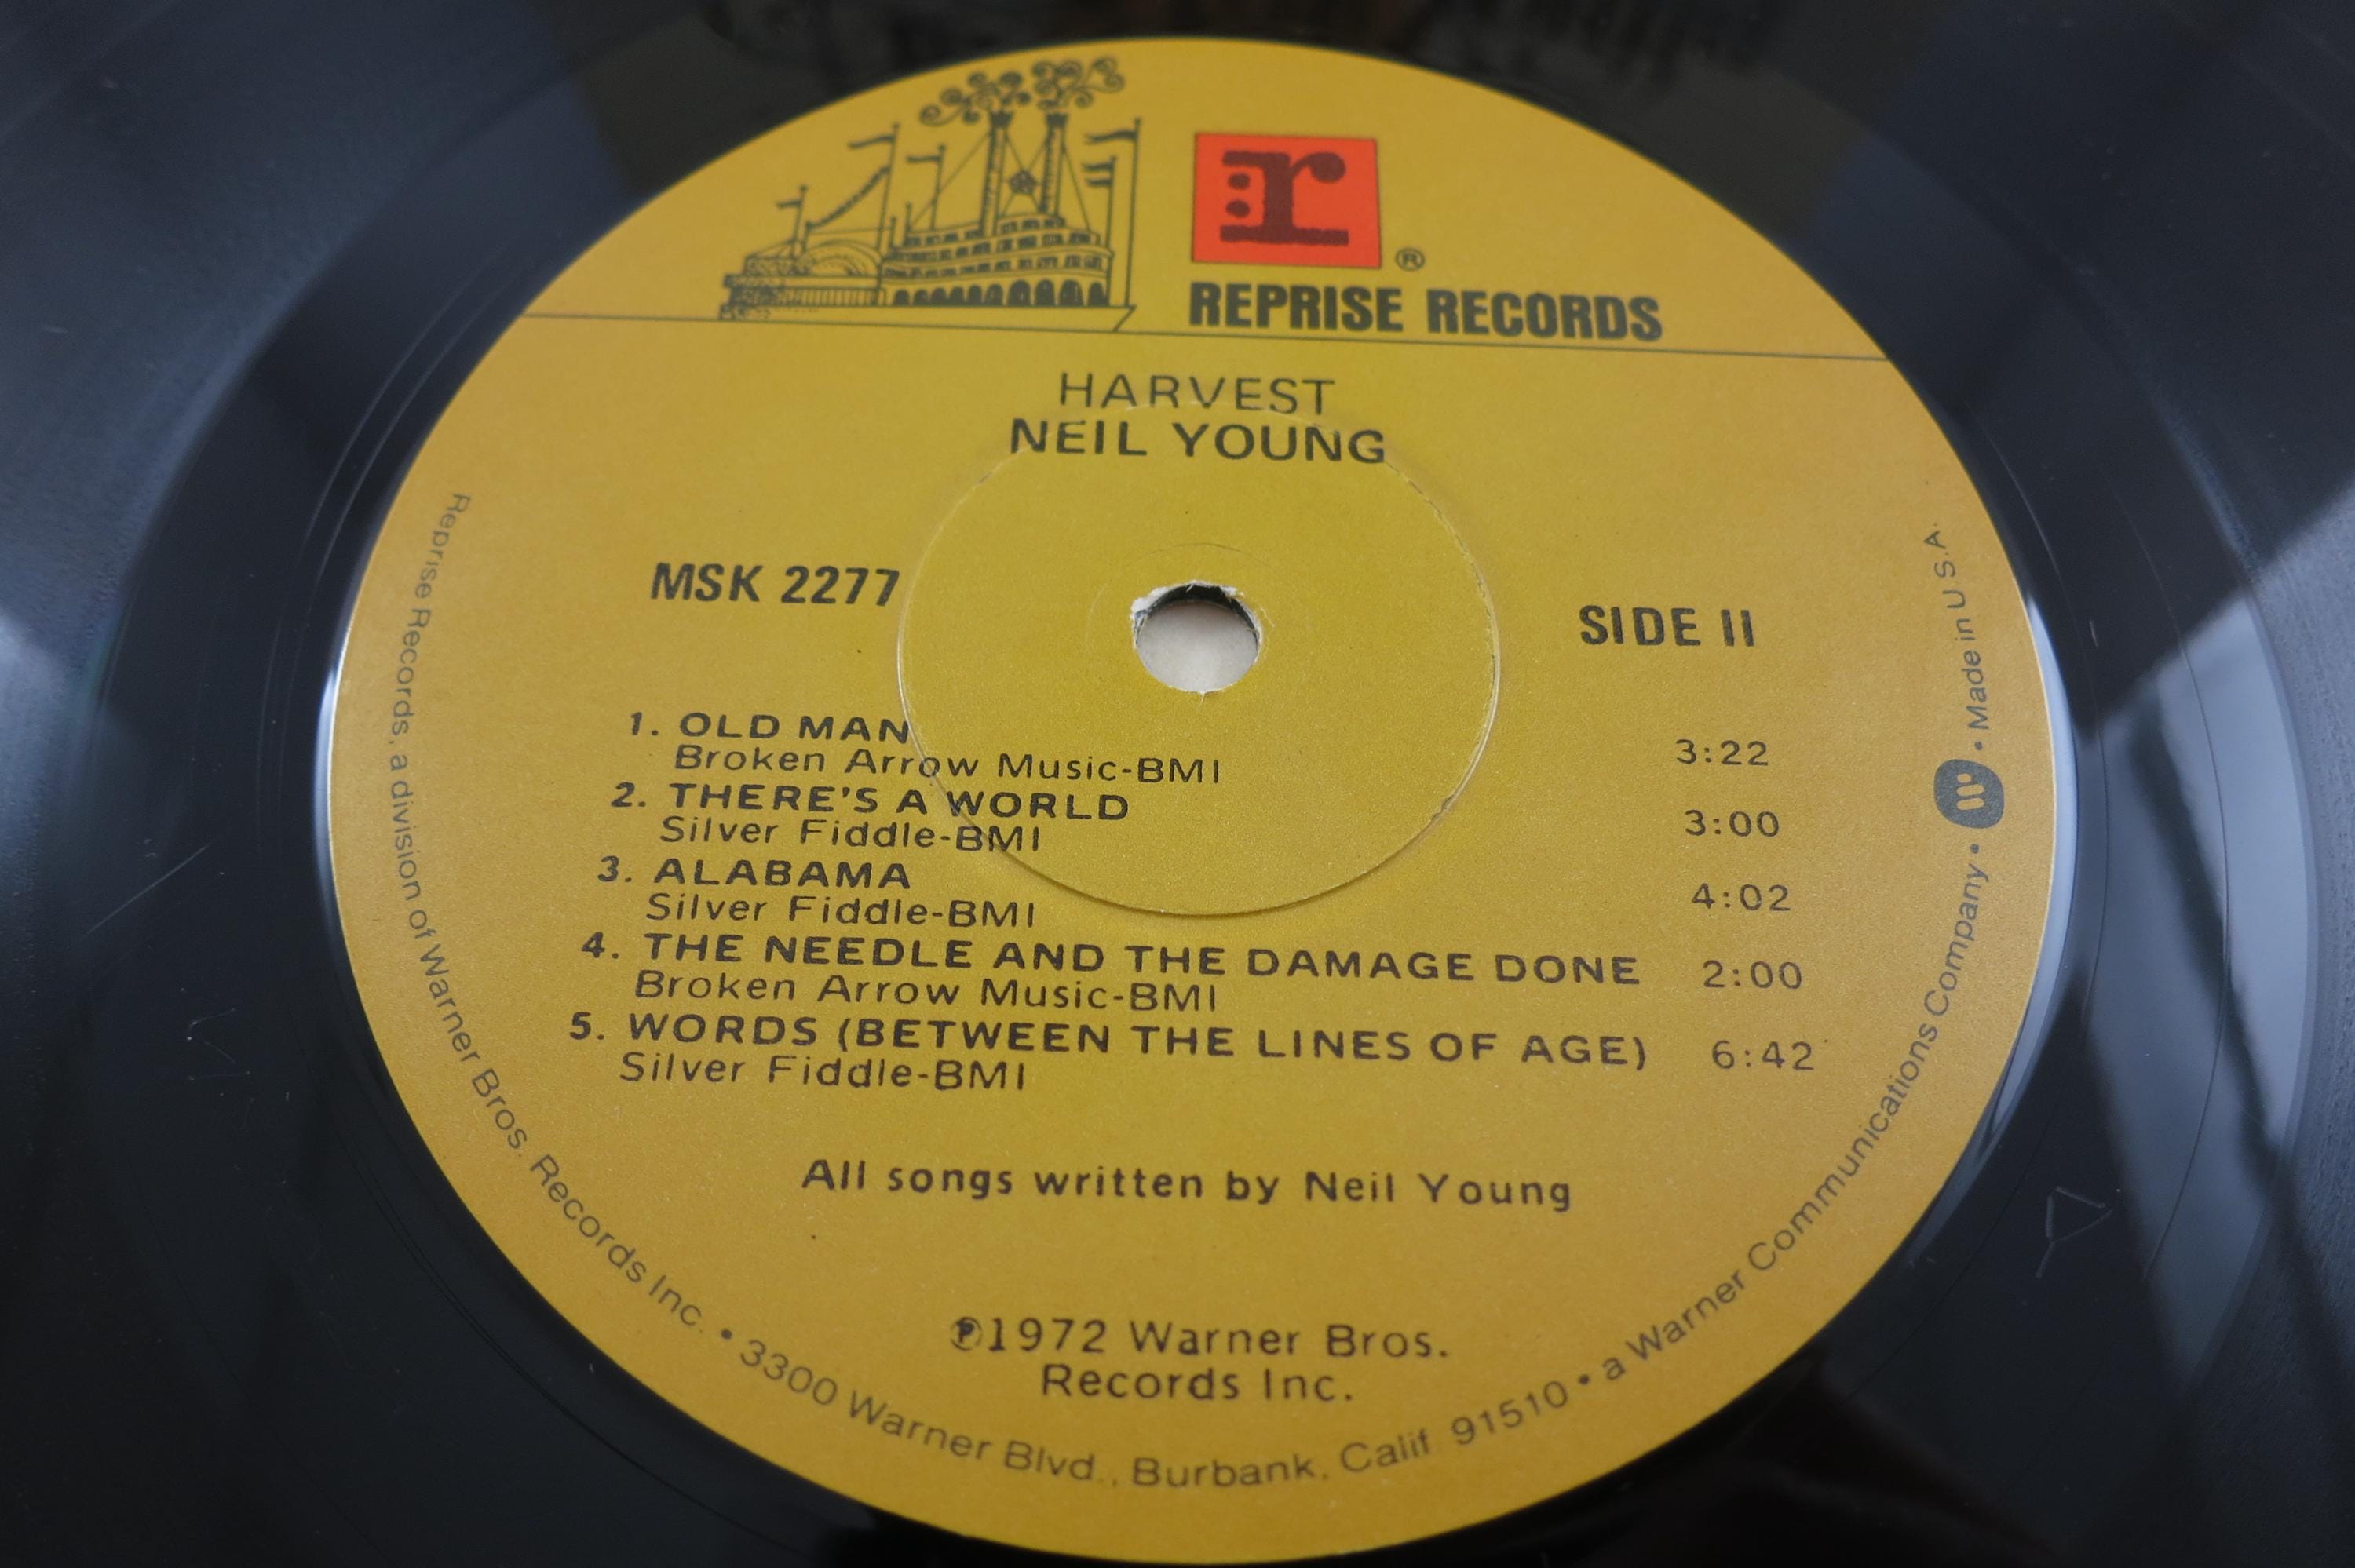 r
®
REPRISE RECORDS
HARVEST
NEIL YOUNG
MSK 2277
SIDE II
1. OLD MAN 3:22
Broken Arrow Music-BMI
2. THERE'S A WORLD 3:00
Silver Fiddle-BMI
3. ALABAMA 4:02
Silver Fiddle-BMI
4. THE NEEDLE AND THE DAMAGE DONE 2:00
Broken Arrow Music-BMI
5. WORDS (BETWEEN THE LINES OF AGE) 6:42
Silver Fiddle-BMI
All songs written by Neil Young
℗1972 Warner Bros.
Records Inc.
Reprise Records, a division of Warner Bros. Records Inc. • 3300 Warner Blvd., Burbank, Calif. 91510 • a Warner Communications Company • W • Made in U.S.A.